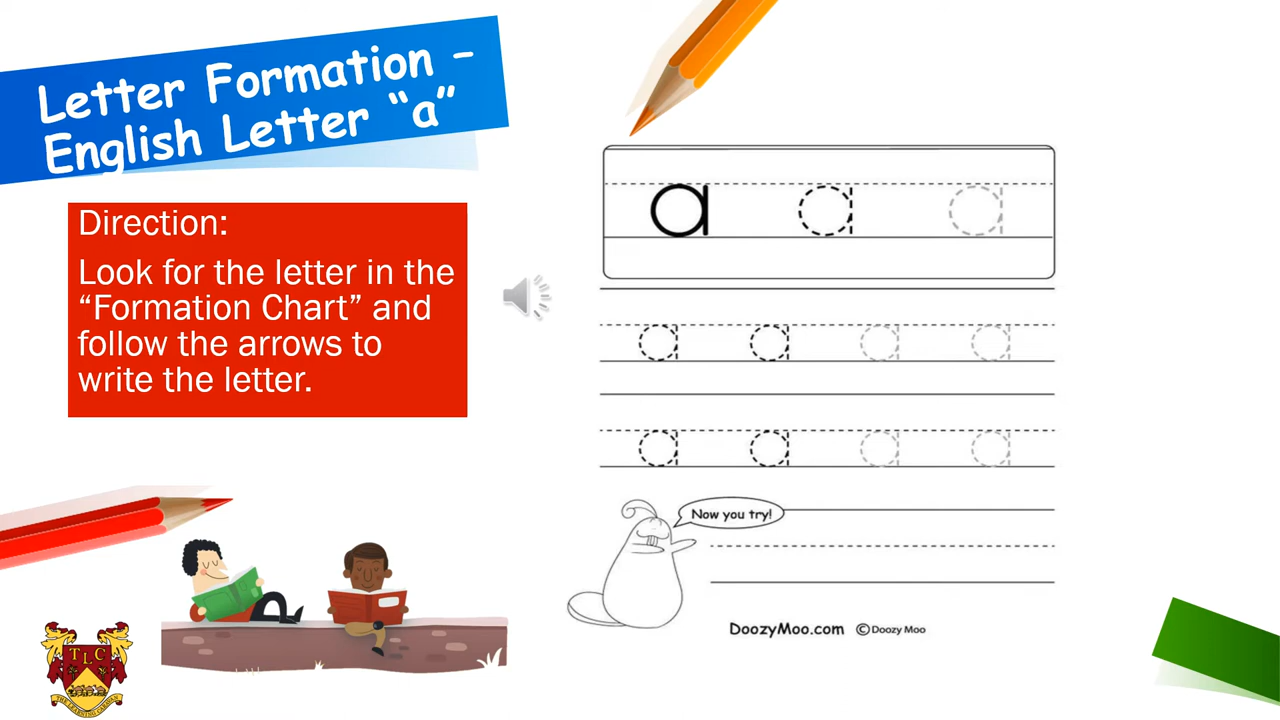 Letter Formation –
English Letter “a”
Direction:
Look for the letter in the
“Formation Chart” and
follow the arrows to
write the letter.
a a a
a a a a
a a a a
Now you try!
DoozyMoo.com ©Doozy Moo
TLC